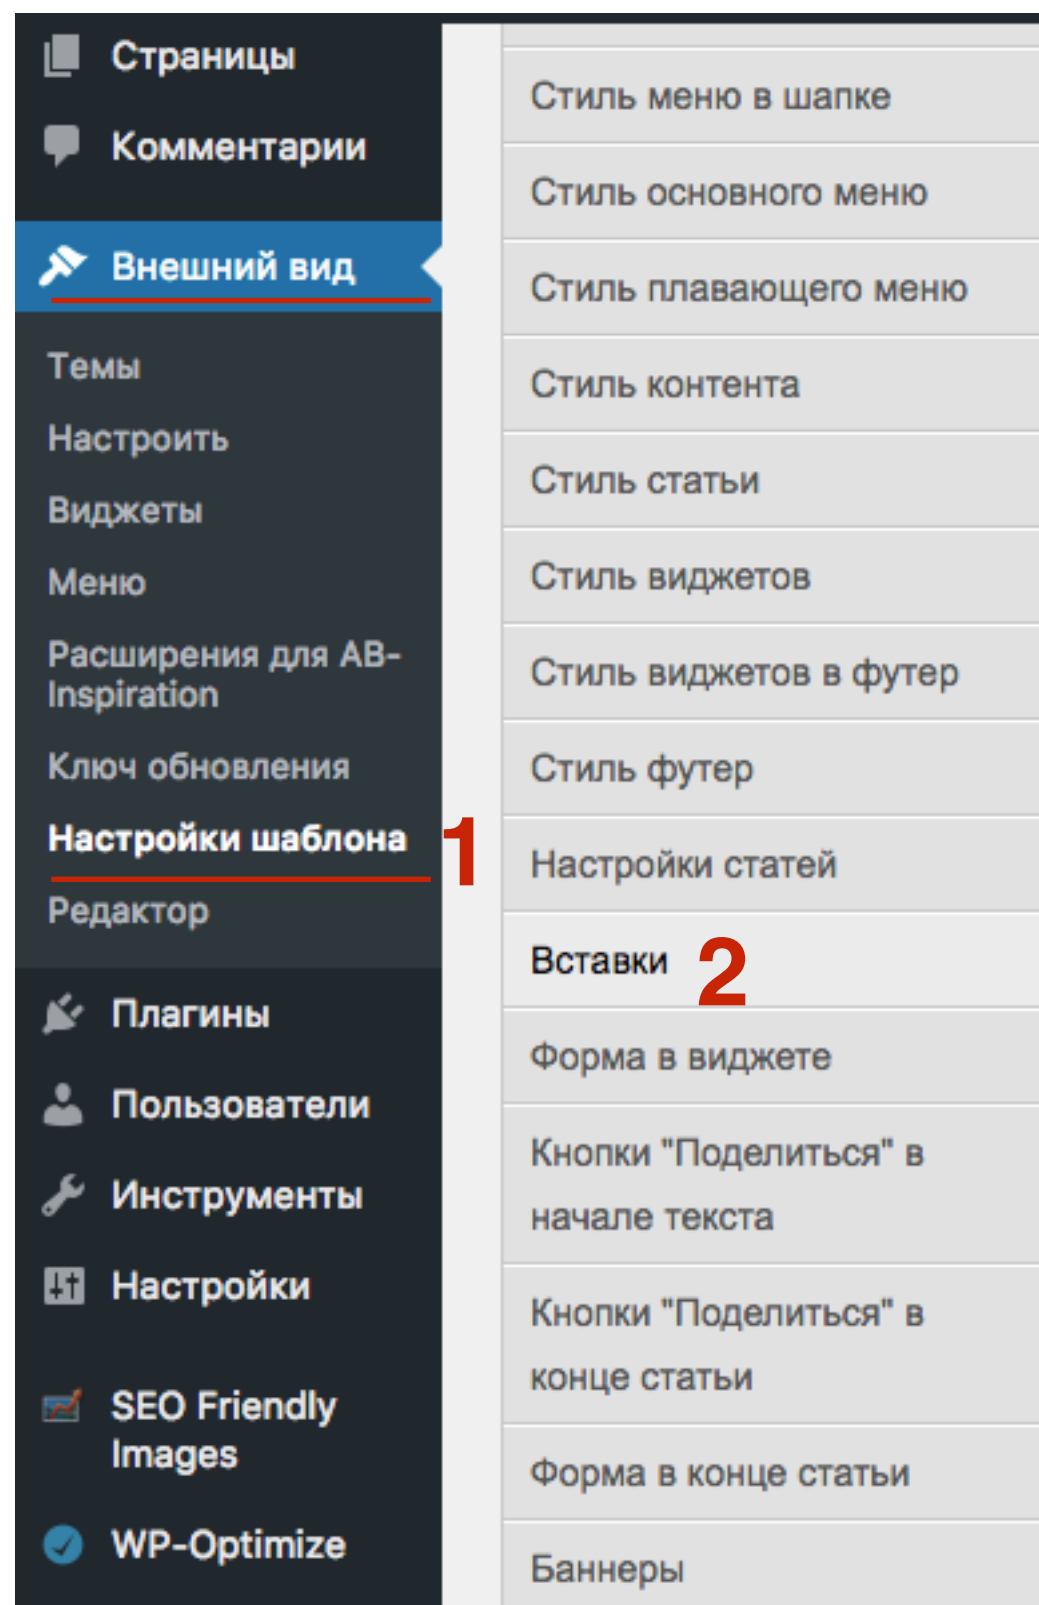 Страницы
Комментарии
Внешний вид
Темы
Настроить
Виджеты
Меню
Расширения для AB-
Inspiration
Ключ обновления
Настройки шаблона
1
Редактор
Плагины
Пользователи
Инструменты
Настройки
SEO Friendly
Images
WP-Optimize
Стиль меню в шапке
Стиль основного меню
Стиль плавающего меню
Стиль контента
Стиль статьи
Стиль виджетов
Стиль виджетов в футер
Стиль футер
Настройки статей
Вставки 2
Форма в виджете
Кнопки "Поделиться" в
начале текста
Кнопки "Поделиться" в
конце статьи
Форма в конце статьи
Баннеры